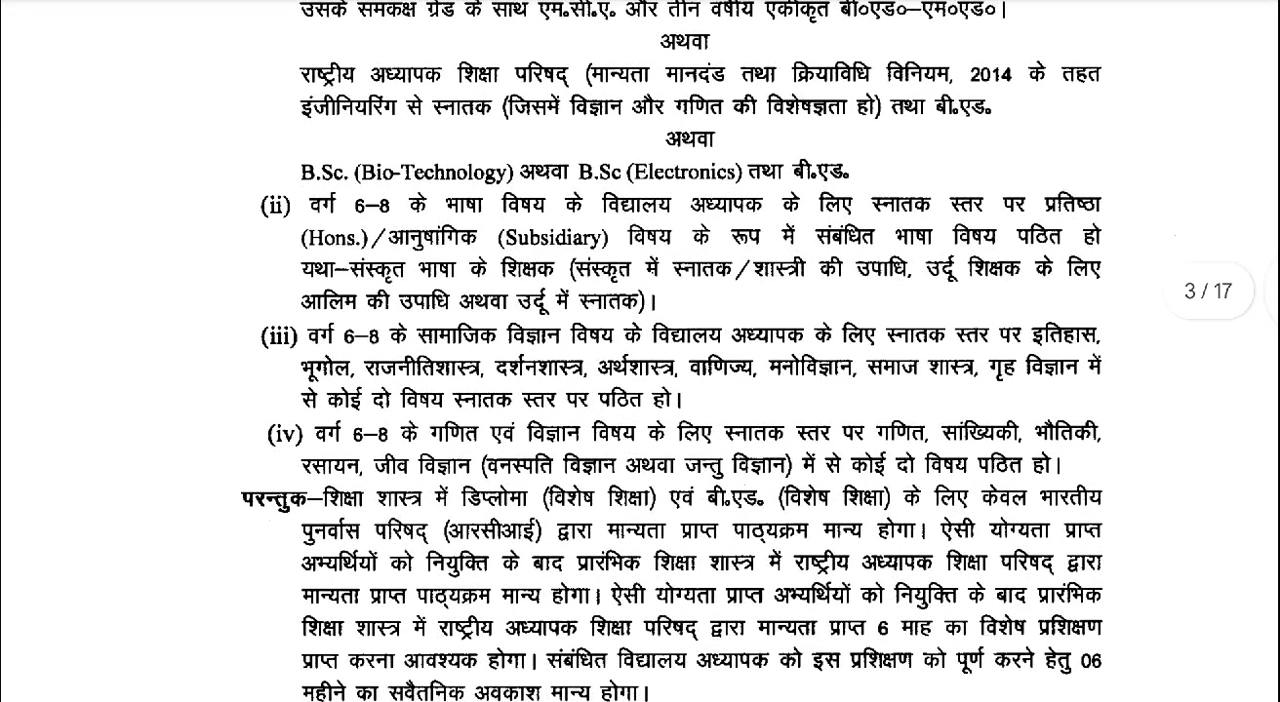 उसके समकक्ष ग्रेड के साथ एम.सी.ए. और तीन वर्षीय एकीकृत बी०एड०–एम०एड०।
अथवा
राष्ट्रीय अध्यापक शिक्षा परिषद् (मान्यता मानदंड तथा क्रियाविधि विनियम, 2014 के तहत
इंजीनियरिंग से स्नातक (जिसमें विज्ञान और गणित की विशेषज्ञता हो) तथा बी.एड.
अथवा
B.Sc. (Bio-Technology) अथवा B.Sc (Electronics) तथा बी.एड.
(ii) वर्ग 6–8 के भाषा विषय के विद्यालय अध्यापक के लिए स्नातक स्तर पर प्रतिष्ठा
(Hons.)/आनुषांगिक (Subsidiary) विषय के रूप में संबंधित भाषा विषय पठित हो
यथा–संस्कृत भाषा के शिक्षक (संस्कृत में स्नातक/शास्त्री की उपाधि, उर्दू शिक्षक के लिए
आलिम की उपाधि अथवा उर्दू में स्नातक)।
3 / 17
(iii) वर्ग 6–8 के सामाजिक विज्ञान विषय के विद्यालय अध्यापक के लिए स्नातक स्तर पर इतिहास,
भूगोल, राजनीतिशास्त्र, दर्शनशास्त्र, अर्थशास्त्र, वाणिज्य, मनोविज्ञान, समाज शास्त्र, गृह विज्ञान में
से कोई दो विषय स्नातक स्तर पर पठित हो।
(iv) वर्ग 6–8 के गणित एवं विज्ञान विषय के लिए स्नातक स्तर पर गणित, सांख्यिकी, भौतिकी,
रसायन, जीव विज्ञान (वनस्पति विज्ञान अथवा जन्तु विज्ञान) में से कोई दो विषय पठित हो।
परन्तुक–शिक्षा शास्त्र में डिप्लोमा (विशेष शिक्षा) एवं बी.एड. (विशेष शिक्षा) के लिए केवल भारतीय
पुनर्वास परिषद् (आरसीआई) द्वारा मान्यता प्राप्त पाठ्यक्रम मान्य होगा। ऐसी योग्यता प्राप्त
अभ्यर्थियों को नियुक्ति के बाद प्रारंभिक शिक्षा शास्त्र में राष्ट्रीय अध्यापक शिक्षा परिषद् द्वारा
मान्यता प्राप्त पाठ्यक्रम मान्य होगा। ऐसी योग्यता प्राप्त अभ्यर्थियों को नियुक्ति के बाद प्रारंभिक
शिक्षा शास्त्र में राष्ट्रीय अध्यापक शिक्षा परिषद् द्वारा मान्यता प्राप्त 6 माह का विशेष प्रशिक्षण
प्राप्त करना आवश्यक होगा। संबंधित विद्यालय अध्यापक को इस प्रशिक्षण को पूर्ण करने हेतु 06
महीने का सवैतनिक अवकाश मान्य होगा।